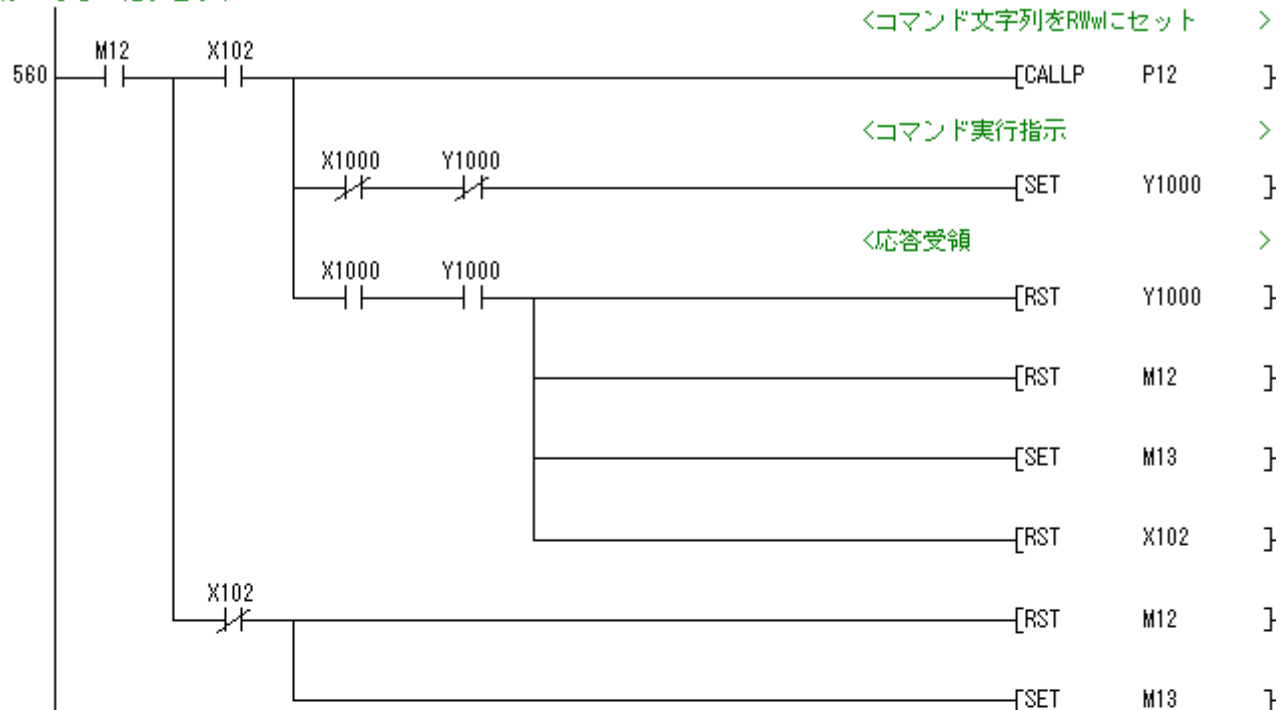 <コマンド文字列をRWwにセット >
560 M12 X102 [CALLP P12 ]
<コマンド実行指示 >
X1000 Y1000 [SET Y1000 ]
<応答受領 >
X1000 Y1000 [RST Y1000 ]
[RST M12 ]
[SET M13 ]
[RST X102 ]
X102 [RST M12 ]
[SET M13 ]